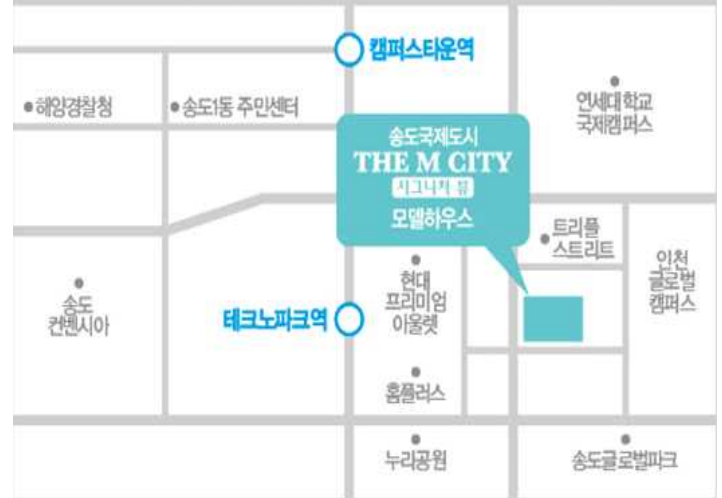 캠퍼스타운역
해양경찰청
송도1동 주민센터
연세대학교
국제캠퍼스
송도국제도시
THE M CITY
시그니처 뷰
모델하우스
트리플
스트리트
인천
글로벌
캠퍼스
송도
컨벤시아
테크노파크역
현대
프리미엄
아울렛
홈플러스
누리공원
송도글로벌파크